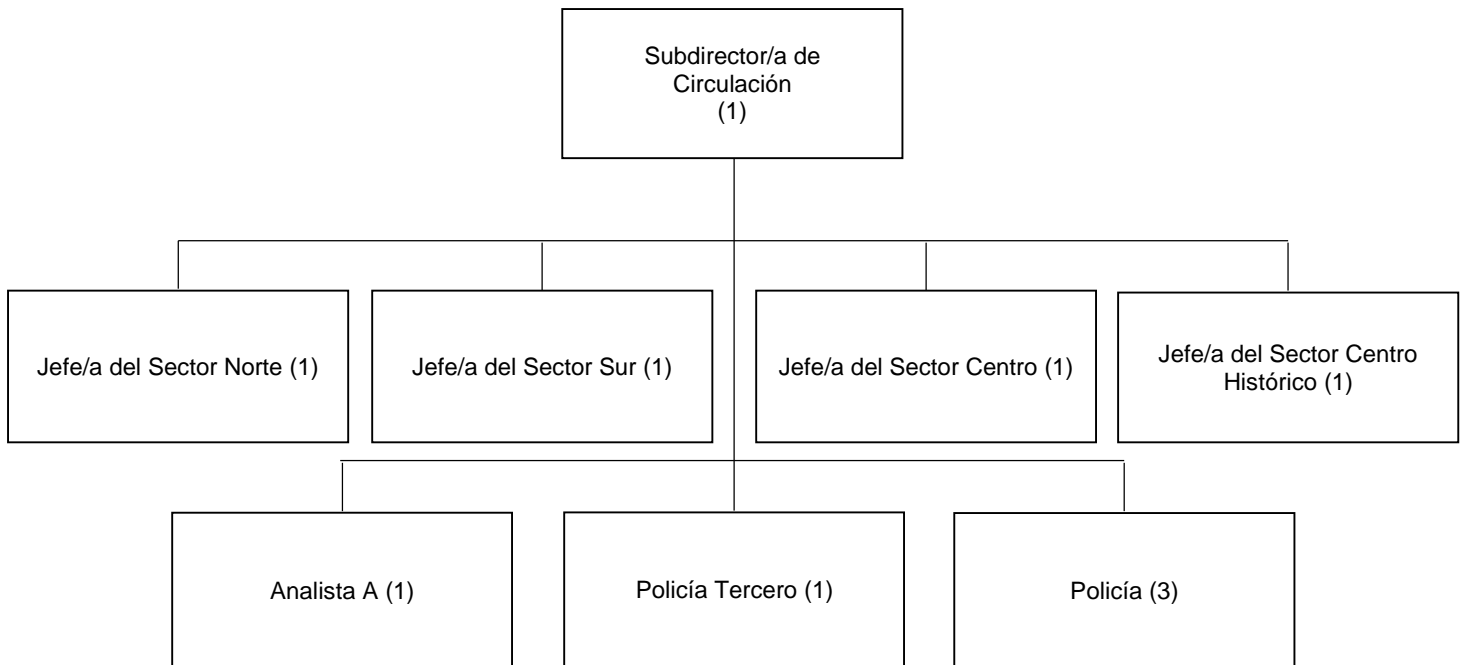 Subdirector/a de
Circulación
(1)
Jefe/a del Sector Norte (1)
Jefe/a del Sector Sur (1)
Jefe/a del Sector Centro (1)
Jefe/a del Sector Centro
Histórico (1)
Analista A (1)
Policía Tercero (1)
Policía (3)